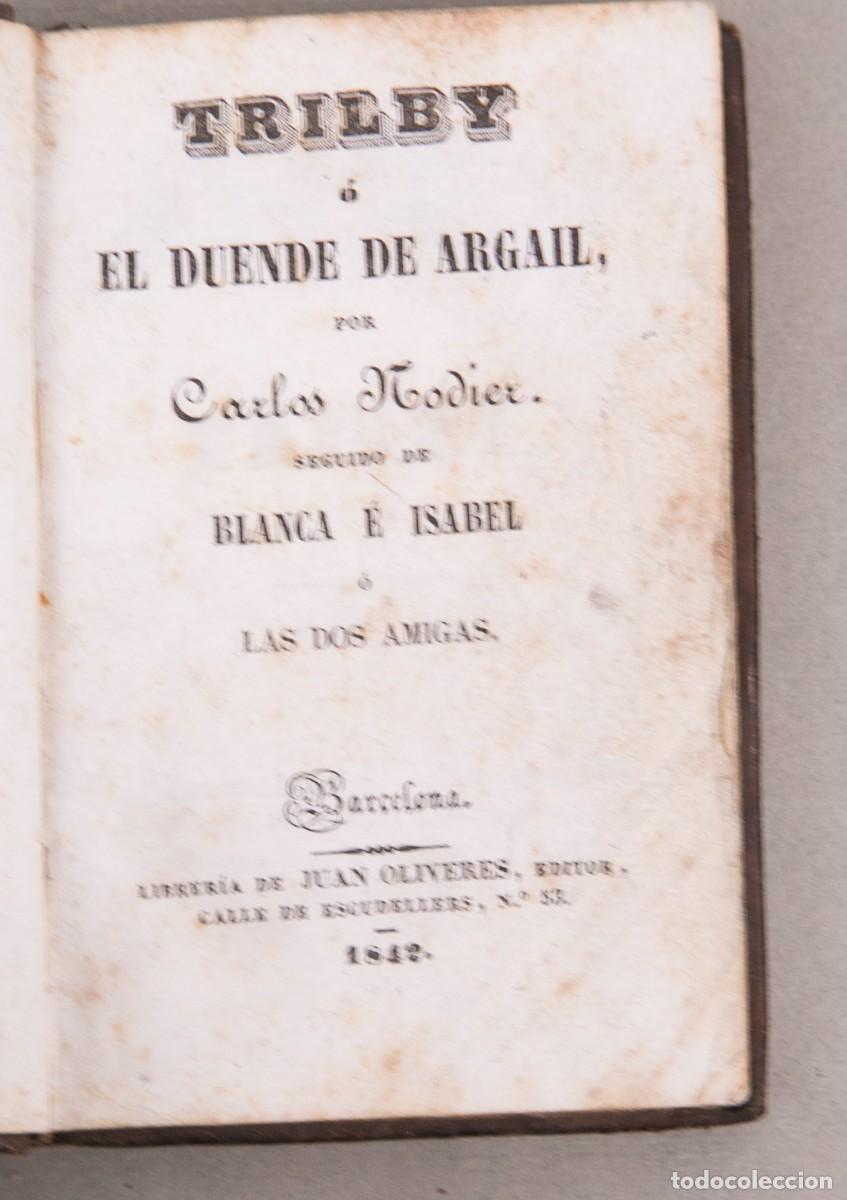 TRILBY
ó
EL DUENDE DE ARGAIL,
POR
Carlos Nodier.
SEGUIDO DE
BLANCA É ISABEL
ó
LAS DOS AMIGAS.
Barcelona.
LIBRERÍA DE JUAN OLIVERES, EDITOR,
CALLE DE ESCUDELLERS, N.º 53.
1842.
todocoleccion